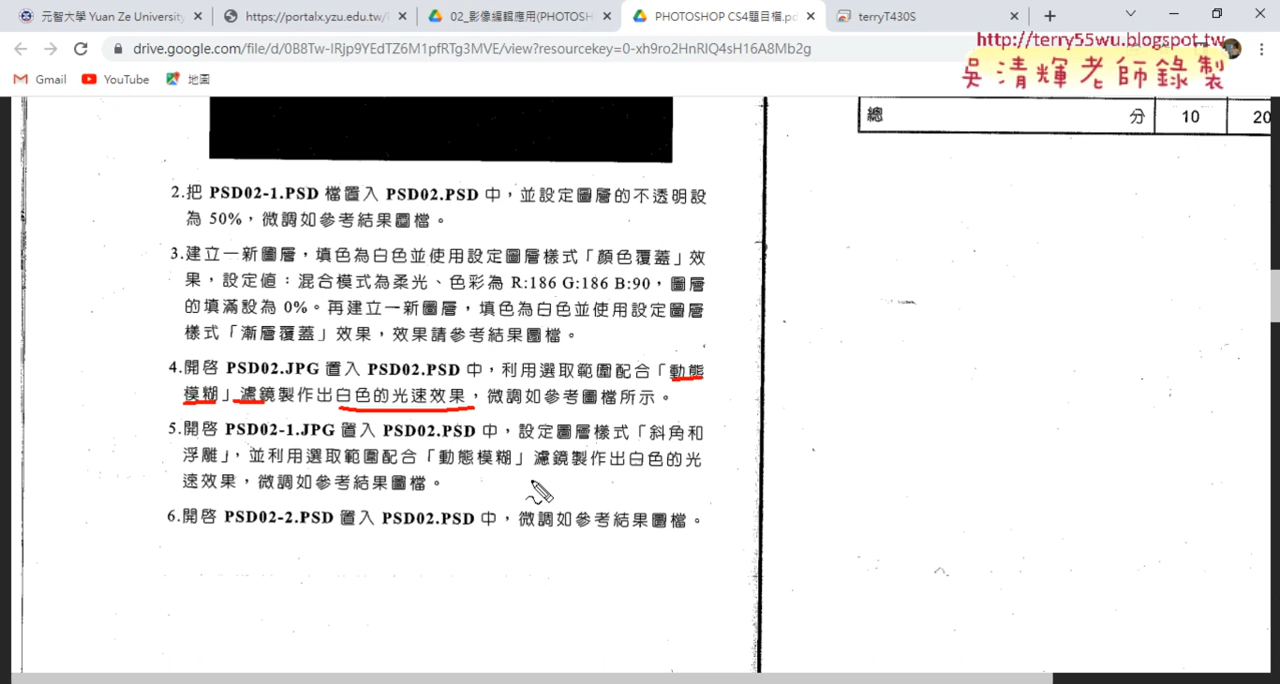 元智大學 Yuan Ze University
https://portalx.yzu.edu.tw/
02_影像編輯應用(PHOTOSH
PHOTOSHOP CS4題目檔.pd
terryT430S
drive.google.com/file/d/0B8Tw-IRjp9YEdTZ6M1pfRTg3MVE/view?resourcekey=0-xh9ro2HnRIQ4sH16A8Mb2g
http://terry55wu.blogspot.tw
吳清輝老師錄製
Gmail
YouTube
地圖
總分 10 20
2.把 PSD02-1.PSD 檔置入 PSD02.PSD 中，並設定圖層的不透明設
為 50%，微調如參考結果圖檔。
3.建立一新圖層，填色為白色並使用設定圖層樣式「顏色覆蓋」效
果，設定值：混合模式為柔光、色彩為 R:186 G:186 B:90，圖層
的填滿設為 0%。再建立一新圖層，填色為白色並使用設定圖層
樣式「漸層覆蓋」效果，效果請參考結果圖檔。
4.開啓 PSD02.JPG 置入 PSD02.PSD 中，利用選取範圍配合「動態
模糊」濾鏡製作出白色的光速效果，微調如參考圖檔所示。
5.開啓 PSD02-1.JPG 置入 PSD02.PSD 中，設定圖層樣式「斜角和
浮雕」，並利用選取範圍配合「動態模糊」濾鏡製作出白色的光
速效果，微調如參考結果圖檔。
6.開啓 PSD02-2.PSD 置入 PSD02.PSD 中，微調如參考結果圖檔。